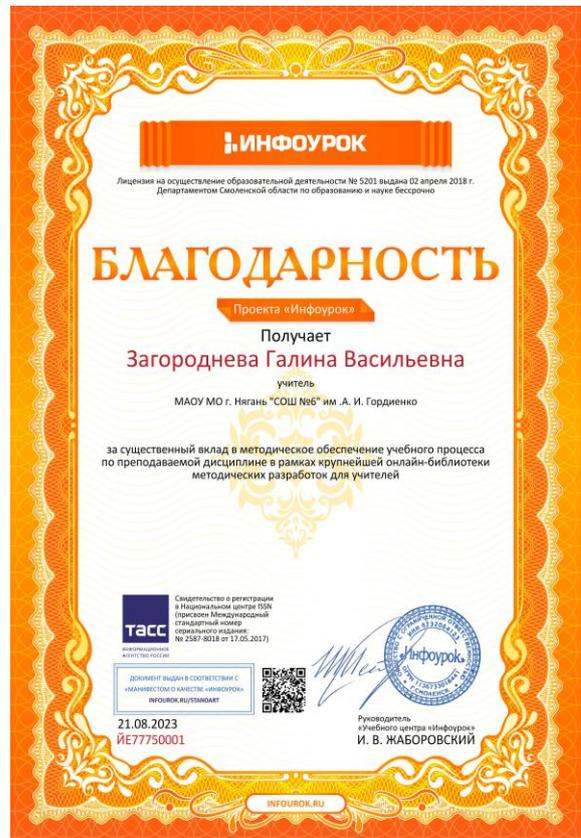 ИНФОУРОК
Лицензия на осуществление образовательной деятельности № 5201 выдана 02 апреля 2018 г.
Департаментом Смоленской области по образованию и науке бессрочно
БЛАГОДАРНОСТЬ
Проекта «Инфоурок»
Получает
Загороднева Галина Васильевна
учитель
МАОУ МО г. Нягань "СОШ №6" им .А. И. Гордиенко
за существенный вклад в методическое обеспечение учебного процесса
по преподаваемой дисциплине в рамках крупнейшей онлайн-библиотеки
методических разработок для учителей
тасс
ИНФОРМАЦИОННОЕ
АГЕНТСТВО РОССИИ
Свидетельство о регистрации
в Национальном центре ISSN
(присвоен Международный
стандартный номер
сериального издания:
№ 2587-8018 от 17.05.2017)
ДОКУМЕНТ ВЫДАН В СООТВЕТСТВИИ С
«МАНИФЕСТОМ О КАЧЕСТВЕ «ИНФОУРОК»
INFOUROK.RU/STANDART
21.08.2023
ЙЕ77750001
«Инфоурок»
Руководитель
«Учебного центра «Инфоурок»
И. В. ЖАБОРОВСКИЙ
INFOUROK.RU